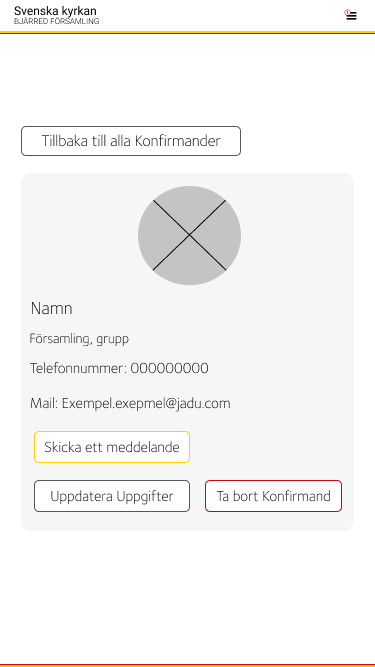 Svenska kyrkan
BJÄRRED FÖRSAMLING
Tillbaka till alla Konfirmander
Namn
Församling, grupp
Telefonnummer: 000000000
Mail: Exempel.exepmel@jadu.com
Skicka ett meddelande
Uppdatera Uppgifter
Ta bort Konfirmand